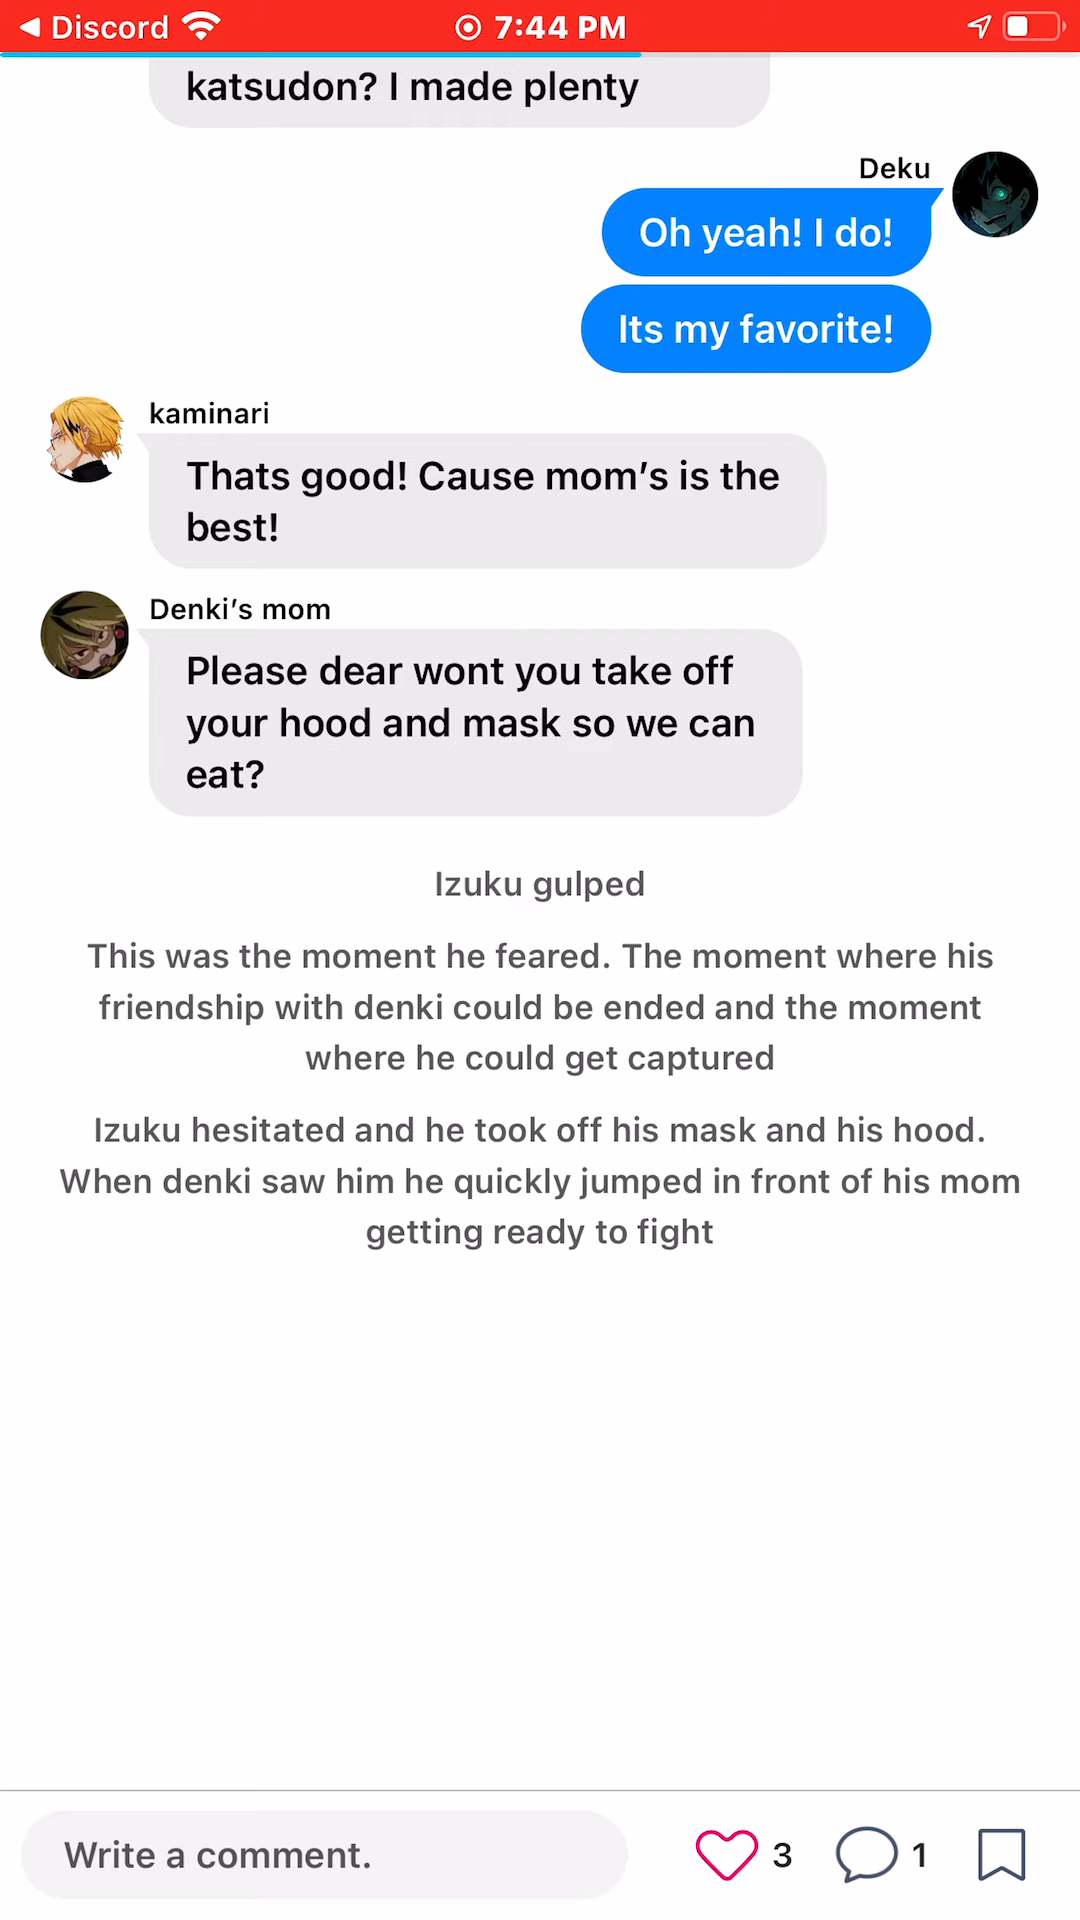 Discord
7:44 PM
katsudon? I made plenty
Deku
Oh yeah! I do!
Its my favorite!
kaminari
Thats good! Cause mom's is the
best!
Denki's mom
Please dear wont you take off
your hood and mask so we can
eat?
Izuku gulped
This was the moment he feared. The moment where his
friendship with denki could be ended and the moment
where he could get captured
Izuku hesitated and he took off his mask and his hood.
When denki saw him he quickly jumped in front of his mom
getting ready to fight
Write a comment.
3
1